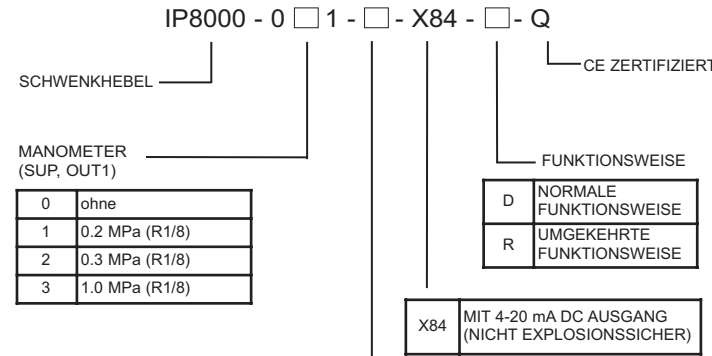 IP8000 - 0 □ 1 - □ - X84 - □ - Q
CE ZERTIFIZIERT
SCHWENKHEBEL
MANOMETER
(SUP, OUT1)
0 ohne
1 0.2 MPa (R1/8)
2 0.3 MPa (R1/8)
3 1.0 MPa (R1/8)
FUNKTIONSWEISE
D NORMALE
FUNKTIONSWEISE
R UMGEKEHRTE
FUNKTIONSWEISE
X84 MIT 4-20 mA DC AUSGANG
(NICHT EXPLOSIONSSICHER)